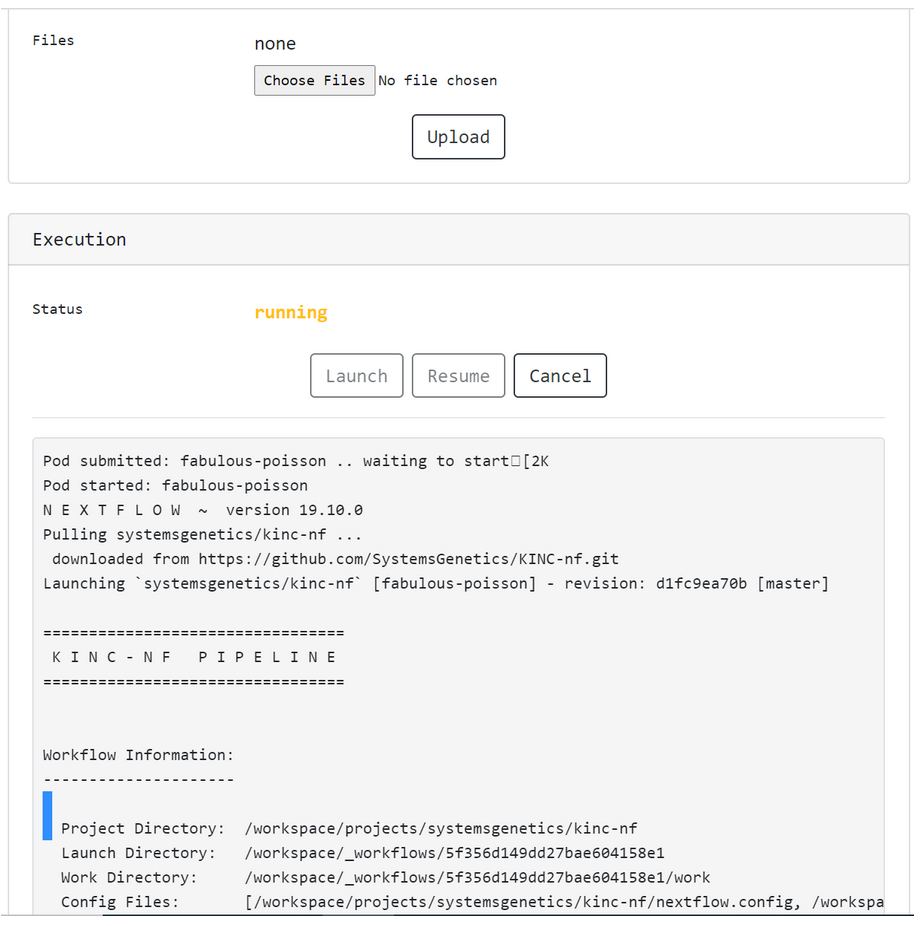 Files
none
Choose Files No file chosen
Upload
Execution
Status
running
Launch
Resume
Cancel
Pod submitted: fabulous-poisson .. waiting to start□[2K
Pod started: fabulous-poisson
N E X T F L O W  ~  version 19.10.0
Pulling systemsgenetics/kinc-nf ...
 downloaded from https://github.com/SystemsGenetics/KINC-nf.git
Launching `systemsgenetics/kinc-nf` [fabulous-poisson] - revision: d1fc9ea70b [master]
=================================
 K I N C - N F   P I P E L I N E
=================================
Workflow Information:
---------------------
  Project Directory:  /workspace/projects/systemsgenetics/kinc-nf
  Launch Directory:   /workspace/_workflows/5f356d149dd27bae604158e1
  Work Directory:     /workspace/_workflows/5f356d149dd27bae604158e1/work
  Config Files:       [/workspace/projects/systemsgenetics/kinc-nf/nextflow.config, /workspa